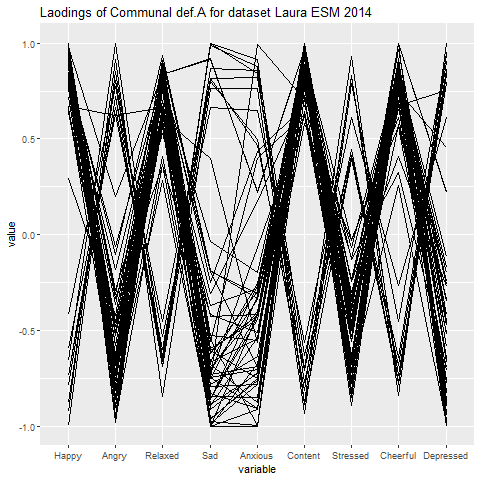 Laodings of Communal def.A for dataset Laura ESM 2014
1.0
0.5
0.0
-0.5
-1.0
value
Happy Angry Relaxed Sad Anxious Content Stressed Cheerful Depressed
variable